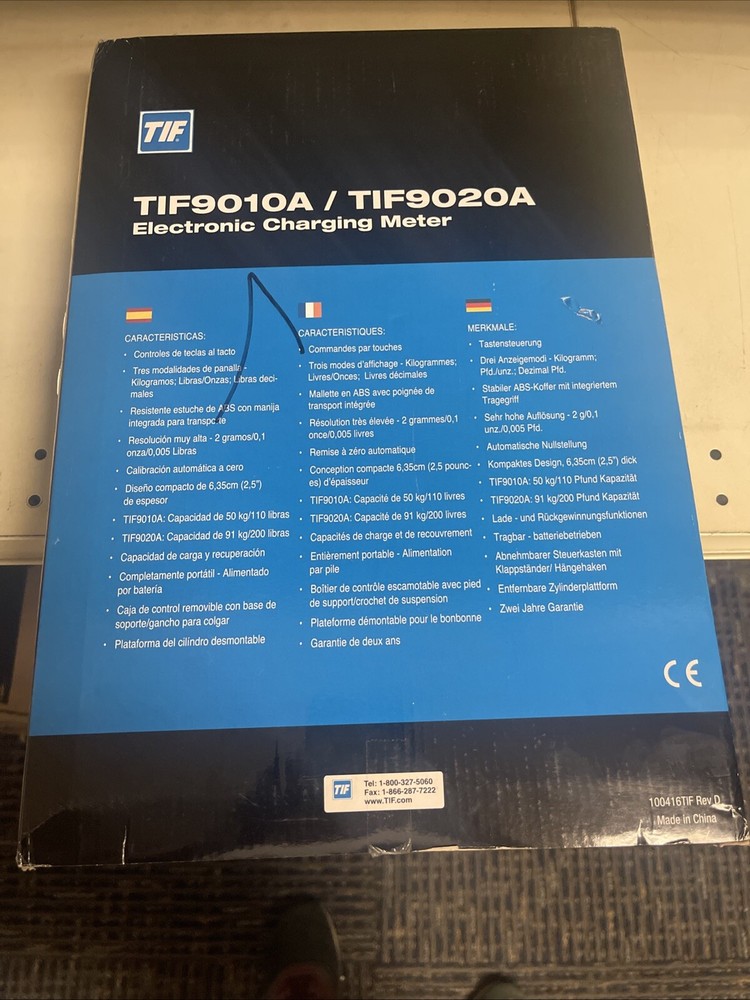 TIF
TIF9010A / TIF9020A
Electronic Charging Meter
CARACTERISTICAS:
• Controles de teclas al tacto
• Tres modalidades de panalla -
Kilogramos; Libras/Onzas; Libras deci-
males
• Resistente estuche de ABS con manija
integrada para transporte
• Resolución muy alta - 2 gramos/0,1
onza/0,005 Libras
• Calibración automática a cero
• Diseño compacto de 6,35cm (2,5")
de espesor
• TIF9010A: Capacidad de 50 kg/110 libras
• TIF9020A: Capacidad de 91 kg/200 libras
• Capacidad de carga y recuperación
• Completamente portátil - Alimentado
por batería
• Caja de control removible con base de
soporte/gancho para colgar
• Plataforma del cilíndro desmontable
CARACTERISTIQUES:
• Commandes par touches
• Trois modes d'affichage - Kilogrammes;
Livres/Onces; Livres décimales
• Mallette en ABS avec poignée de
transport intégrée
• Résolution très élevée - 2 grammes/0,1
once/0,005 livres
• Remise à zéro automatique
• Conception compacte 6,35cm (2,5 pounc-
es) d'épaisseur
• TIF9010A: Capacité de 50 kg/110 livres
• TIF9020A: Capacité de 91 kg/200 livres
• Capacités de charge et de recouvrement
• Entièrement portable - Alimentation
par pile
• Boîtier de contrôle escamotable avec pied
de support/crochet de suspension
• Plateforme démontable pour le bonbonne
• Garantie de deux ans
MERKMALE:
• Tastensteuerung
• Drei Anzeigemodi - Kilogramm;
Pfd./unz.; Dezimal Pfd.
• Stabiler ABS-Koffer mit integriertem
Tragegriff
• Sehr hohe Auflösung - 2 g/0,1
unz./0,005 Pfd.
• Automatische Nullstellung
• Kompaktes Design, 6,35cm (2,5") dick
• TIF9010A: 50 kg/110 Pfund Kapazität
• TIF9020A: 91 kg/200 Pfund Kapazität
• Lade - und Rückgewinnungsfunktionen
• Tragbar - batteriebetrieben
• Abnehmbarer Steuerkasten mit
Klappständer/ Hängehaken
• Entfernbare Zylinderplattform
• Zwei Jahre Garantie
CE
TIF
Tel: 1-800-327-5060
Fax: 1-866-287-7222
www.TIF.com
100416TIF Rev D
Made in China